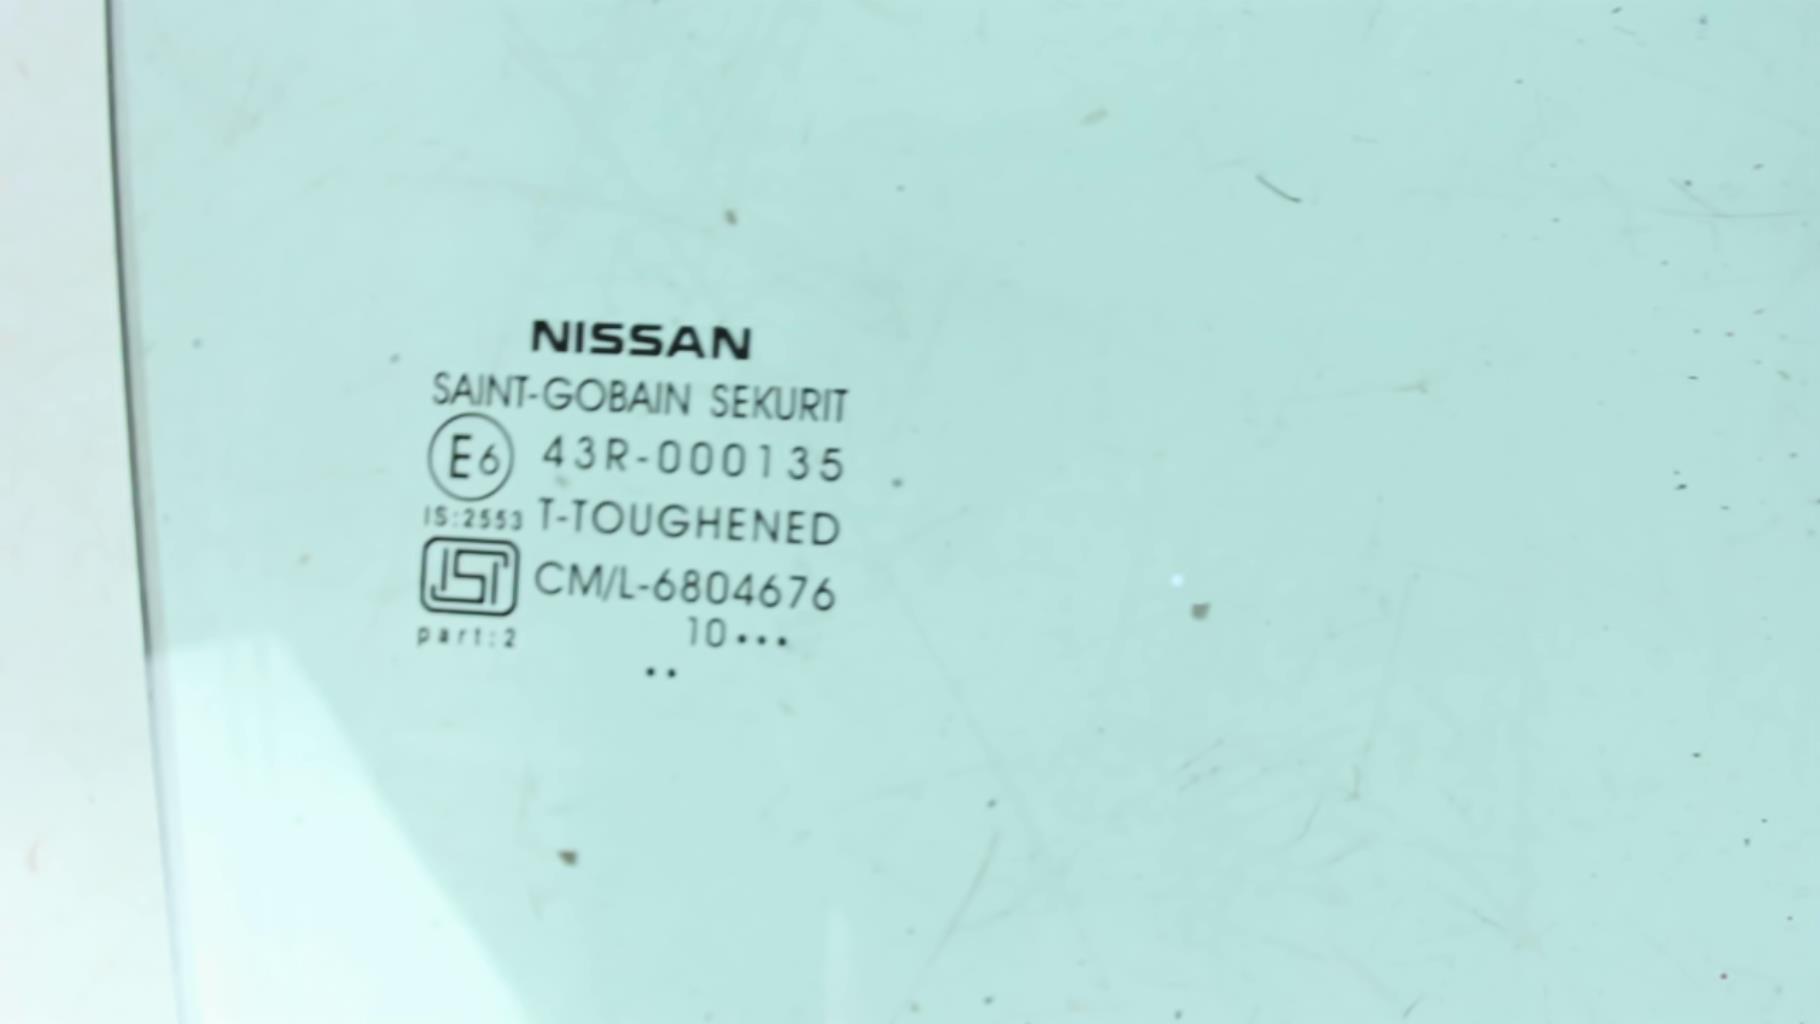 NISSAN
SAINT-GOBAIN SEKURIT
E6 43R-000135
IS:2553 T-TOUGHENED
ISI CM/L-6804676
part:2 10•••
••